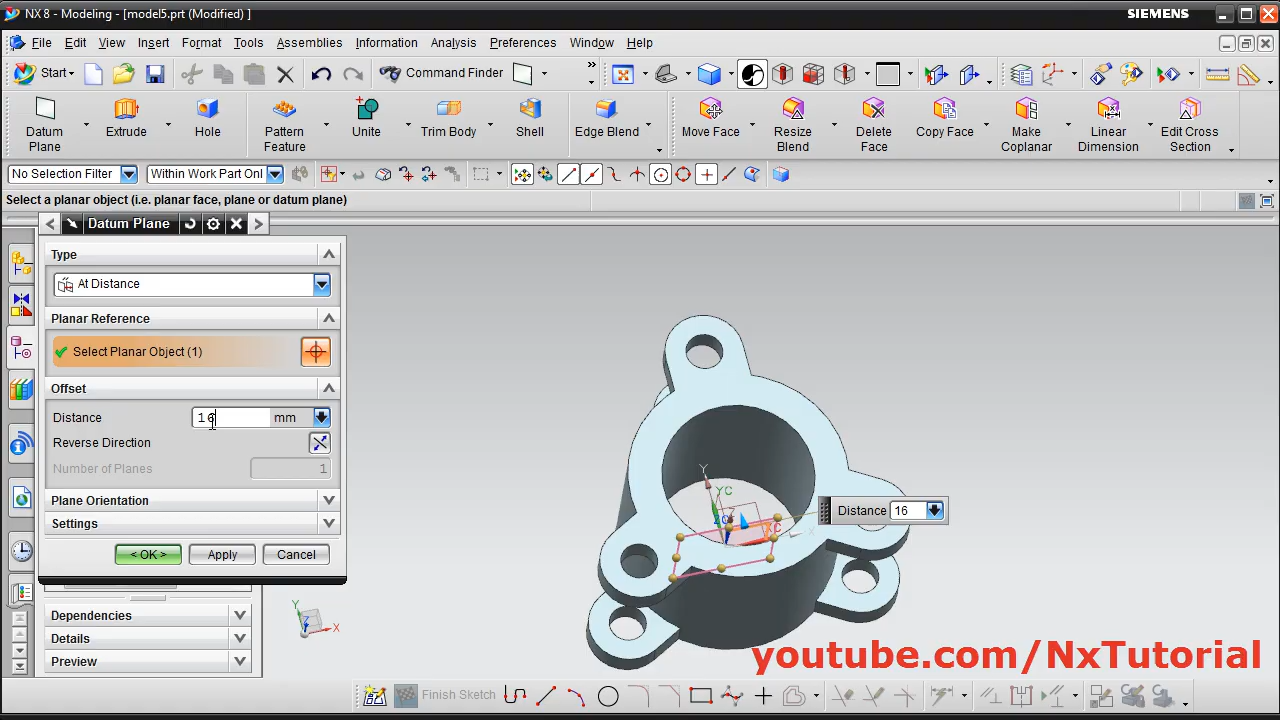 NX 8 - Modeling - [model5.prt (Modified) ]
SIEMENS
File Edit View Insert Format Tools Assemblies Information Analysis Preferences Window Help
Start Command Finder
Datum Plane
Extrude
Hole
Pattern Feature
Unite
Trim Body
Shell
Edge Blend
Move Face
Resize Blend
Delete Face
Copy Face
Make Coplanar
Linear Dimension
Edit Cross Section
No Selection Filter
Within Work Part Onl
Select a planar object (i.e. planar face, plane or datum plane)
Datum Plane
Type
At Distance
Planar Reference
Select Planar Object (1)
Offset
Distance 16 mm
Reverse Direction
Number of Planes 1
Plane Orientation
Settings
< OK > Apply Cancel
Dependencies
Details
Preview
Y
X
Y
YC
XC
X
Distance 16
youtube.com/NxTutorial
Finish Sketch